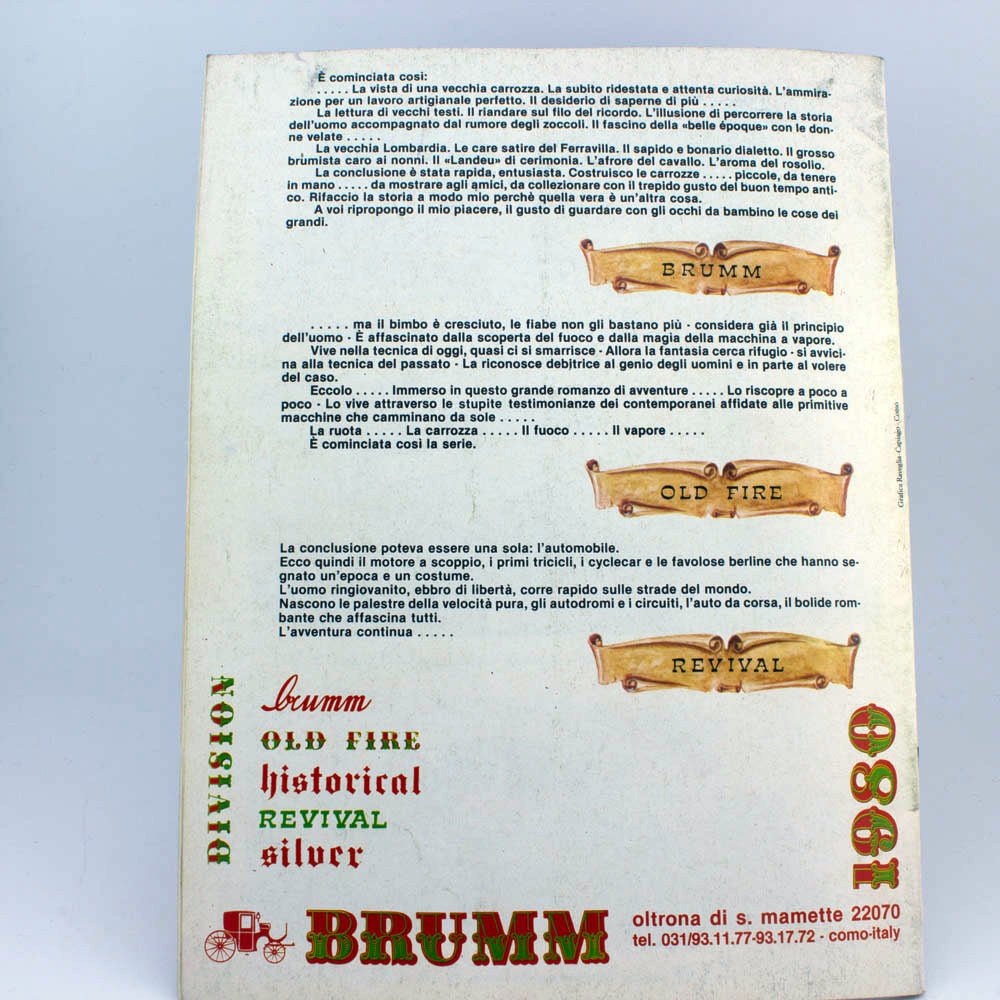 È cominciata così:
. . . . . La vista di una vecchia carrozza. La subito ridestata e attenta curiosità. L'ammira-
zione per un lavoro artigianale perfetto. Il desiderio di saperne di più . . . . .
La lettura di vecchi testi. Il riandare sul filo del ricordo. L'illusione di percorrere la storia
dell'uomo accompagnato dal rumore degli zoccoli. Il fascino della «belle époque» con le don-
ne velate . . . . .
La vecchia Lombardia. Le care satire del Ferravilla. Il sapido e bonario dialetto. Il grosso
brumista caro ai nonni. Il «Landeu» di cerimonia. L'afrore del cavallo. L'aroma del rosolio.
La conclusione è stata rapida, entusiasta. Costruisco le carrozze . . . . . piccole, da tenere
in mano . . . . . da mostrare agli amici, da collezionare con il trepido gusto del buon tempo anti-
co. Rifaccio la storia a modo mio perchè quella vera è un'altra cosa.
A voi ripropongo il mio piacere, il gusto di guardare con gli occhi da bambino le cose dei
grandi.
BRUMM
. . . . . ma il bimbo è cresciuto, le fiabe non gli bastano più - considera già il principio
dell'uomo - È affascinato dalla scoperta del fuoco e dalla magia della macchina a vapore.
Vive nella tecnica di oggi, quasi ci si smarrisce - Allora la fantasia cerca rifugio - si avvici-
na alla tecnica del passato - La riconosce debitrice al genio degli uomini e in parte al volere
del caso.
Eccolo . . . . . Immerso in questo grande romanzo di avventure . . . . . Lo riscopre a poco a
poco - Lo vive attraverso le stupite testimonianze dei contemporanei affidate alle primitive
macchine che camminano da sole . . . . .
La ruota . . . . . La carrozza . . . . . Il fuoco . . . . . Il vapore . . . . .
È cominciata così la serie.
OLD FIRE
Grafica Raveglia - Capiago - Como
La conclusione poteva essere una sola: l'automobile.
Ecco quindi il motore a scoppio, i primi tricicli, i cyclecar e le favolose berline che hanno se-
gnato un'epoca e un costume.
L'uomo ringiovanito, ebbro di libertà, corre rapido sulle strade del mondo.
Nascono le palestre della velocità pura, gli autodromi e i circuiti, l'auto da corsa, il bolide rom-
bante che affascina tutti.
L'avventura continua . . . . .
REVIVAL
DIVISION
brumm
OLD FIRE
historical
REVIVAL
silver
1980
BRUMM
oltrona di s. mamette 22070
tel. 031/93.11.77-93.17.72 - como-italy